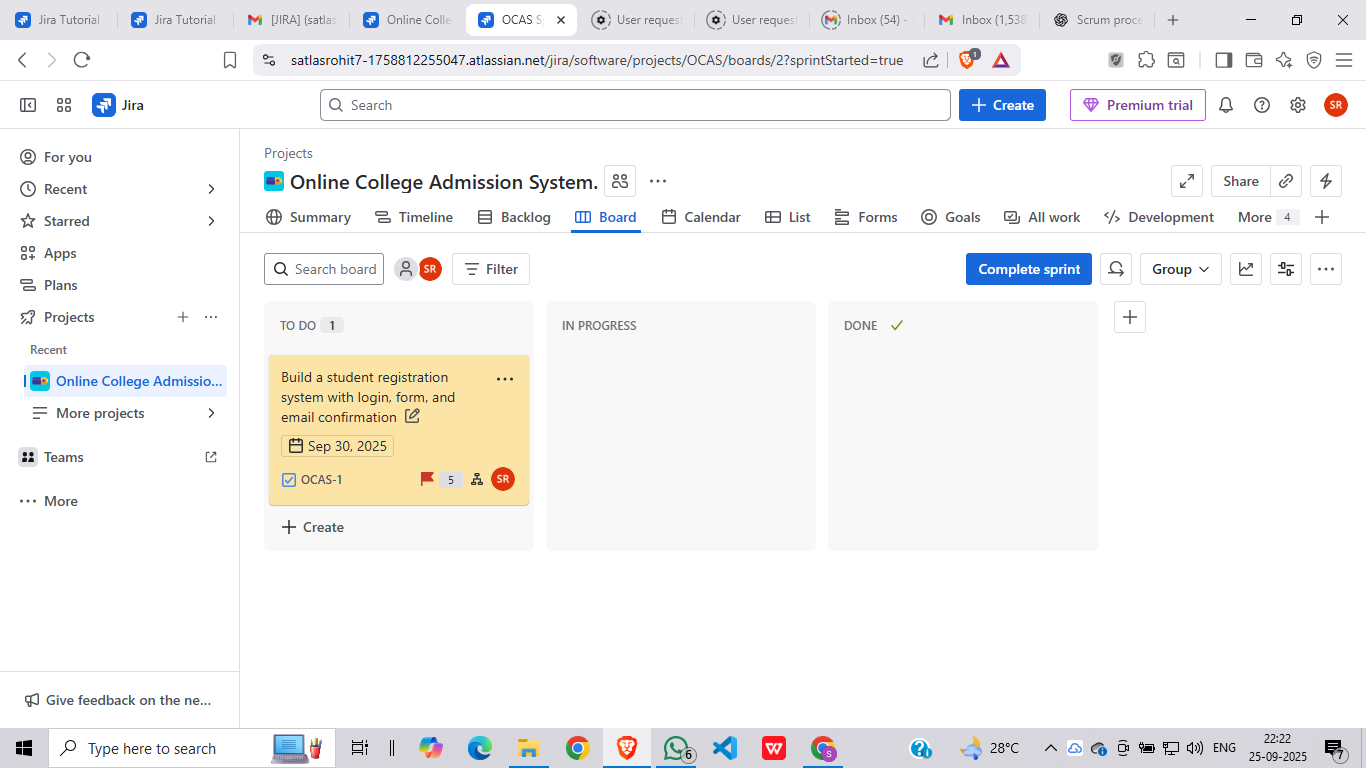 Jira Tutorial
Jira Tutorial
[JIRA] (satlas
Online Colle
OCAS S
User request
User request
Inbox (54) -
Inbox (1,538
Scrum proce
satlasrohit7-1758812255047.atlassian.net/jira/software/projects/OCAS/boards/2?sprintStarted=true
1
Jira
Search
Create
Premium trial
SR
For you
Recent
Starred
Apps
Plans
Projects
Recent
Online College Admissio...
More projects
Teams
More
Give feedback on the ne...
Projects
Online College Admission System.
Share
Summary
Timeline
Backlog
Board
Calendar
List
Forms
Goals
All work
Development
More 4
Search board
SR
Filter
Complete sprint
Group
TO DO 1
IN PROGRESS
DONE
Build a student registration
system with login, form, and
email confirmation
Sep 30, 2025
OCAS-1
5
SR
Create
Type here to search
6
W
S
28°C
ENG
22:22
25-09-2025
7